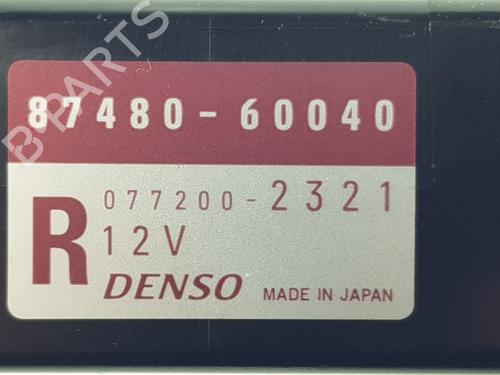 87480-60040
R
077200-2321
12V
DENSO
MADE IN JAPAN
B-PARTS